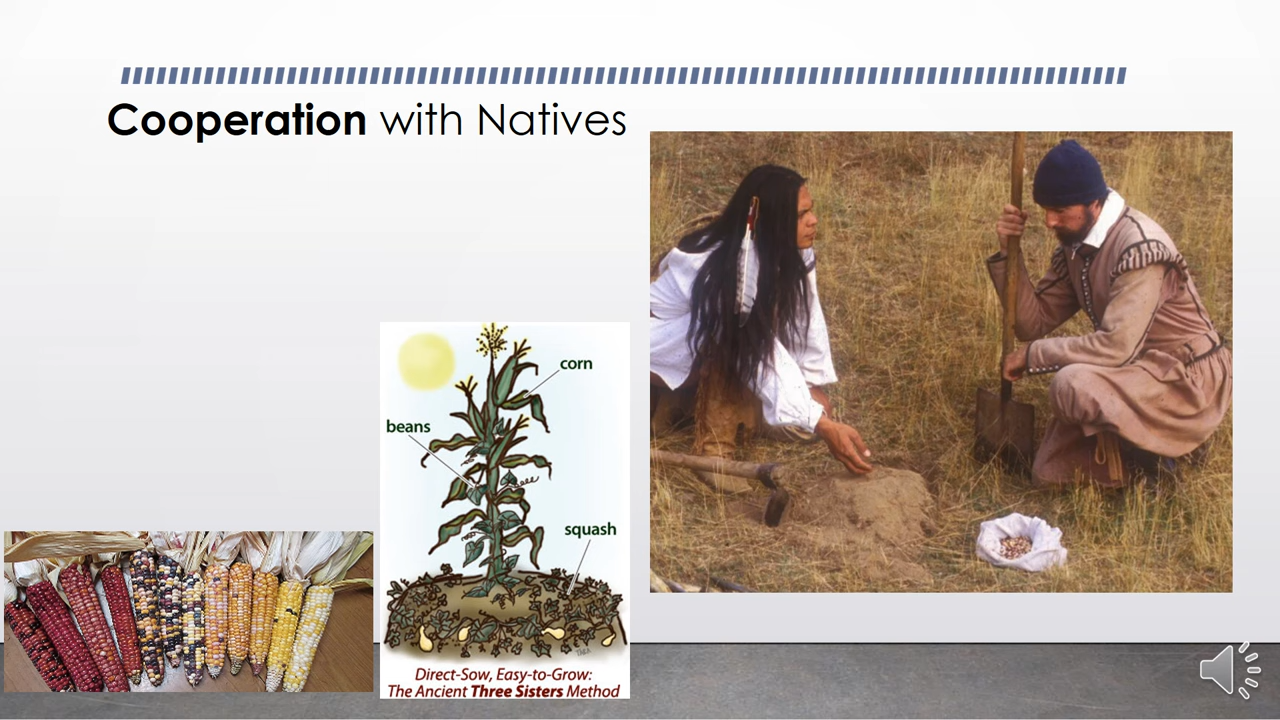 Cooperation with Natives
corn
beans
squash
Direct-Sow, Easy-to-Grow:
The Ancient Three Sisters Method